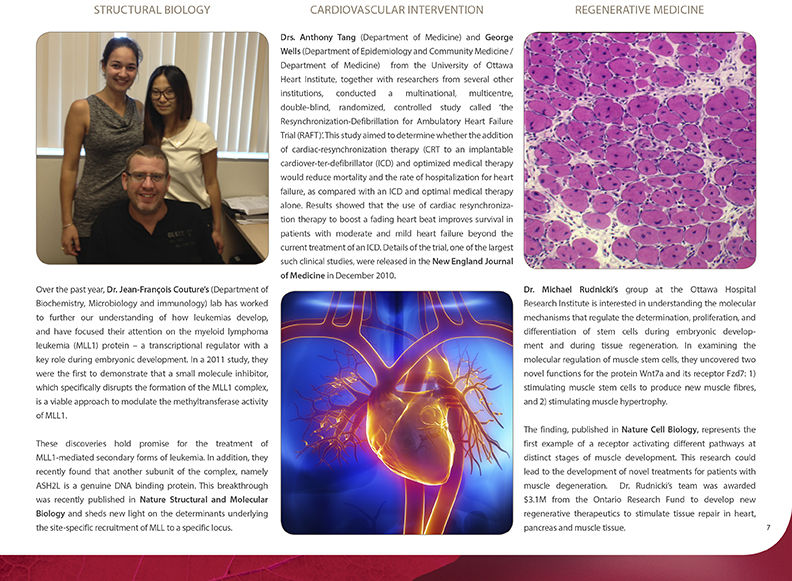 STRUCTURAL BIOLOGY
Over the past year, Dr. Jean-François Couture's (Department of
Biochemistry, Microbiology and immunology) lab has worked
to further our understanding of how leukemias develop,
and have focused their attention on the myeloid lymphoma
leukemia (MLL1) protein – a transcriptional regulator with a
key role during embryonic development. In a 2011 study, they
were the first to demonstrate that a small molecule inhibitor,
which specifically disrupts the formation of the MLL1 complex,
is a viable approach to modulate the methyltransferase activity
of MLL1.
These discoveries hold promise for the treatment of
MLL1-mediated secondary forms of leukemia. In addition, they
recently found that another subunit of the complex, namely
ASH2L is a genuine DNA binding protein. This breakthrough
was recently published in Nature Structural and Molecular
Biology and sheds new light on the determinants underlying
the site-specific recruitment of MLL to a specific locus.
CARDIOVASCULAR INTERVENTION
Drs. Anthony Tang (Department of Medicine) and George
Wells (Department of Epidemiology and Community Medicine /
Department of Medicine) from the University of Ottawa
Heart Institute, together with researchers from several other
institutions, conducted a multinational, multicentre,
double-blind, randomized, controlled study called 'the
Resynchronization-Defibrillation for Ambulatory Heart Failure
Trial (RAFT)'. This study aimed to determine whether the addition
of cardiac-resynchronization therapy (CRT to an implantable
cardiover-ter-defibrillator (ICD) and optimized medical therapy
would reduce mortality and the rate of hospitalization for heart
failure, as compared with an ICD and optimal medical therapy
alone. Results showed that the use of cardiac resynchroniza-
tion therapy to boost a fading heart beat improves survival in
patients with moderate and mild heart failure beyond the
current treatment of an ICD. Details of the trial, one of the largest
such clinical studies, were released in the New England Journal
of Medicine in December 2010.
REGENERATIVE MEDICINE
Dr. Michael Rudnicki's group at the Ottawa Hospital
Research Institute is interested in understanding the molecular
mechanisms that regulate the determination, proliferation, and
differentiation of stem cells during embryonic develop-
ment and during tissue regeneration. In examining the
molecular regulation of muscle stem cells, they uncovered two
novel functions for the protein Wnt7a and its receptor Fzd7; 1)
stimulating muscle stem cells to produce new muscle fibres,
and 2) stimulating muscle hypertrophy.
The finding, published in Nature Cell Biology, represents the
first example of a receptor activating different pathways at
distinct stages of muscle development. This research could
lead to the development of novel treatments for patients with
muscle degeneration. Dr. Rudnicki's team was awarded
$3.1M from the Ontario Research Fund to develop new
regenerative therapeutics to stimulate tissue repair in heart,
pancreas and muscle tissue.
7